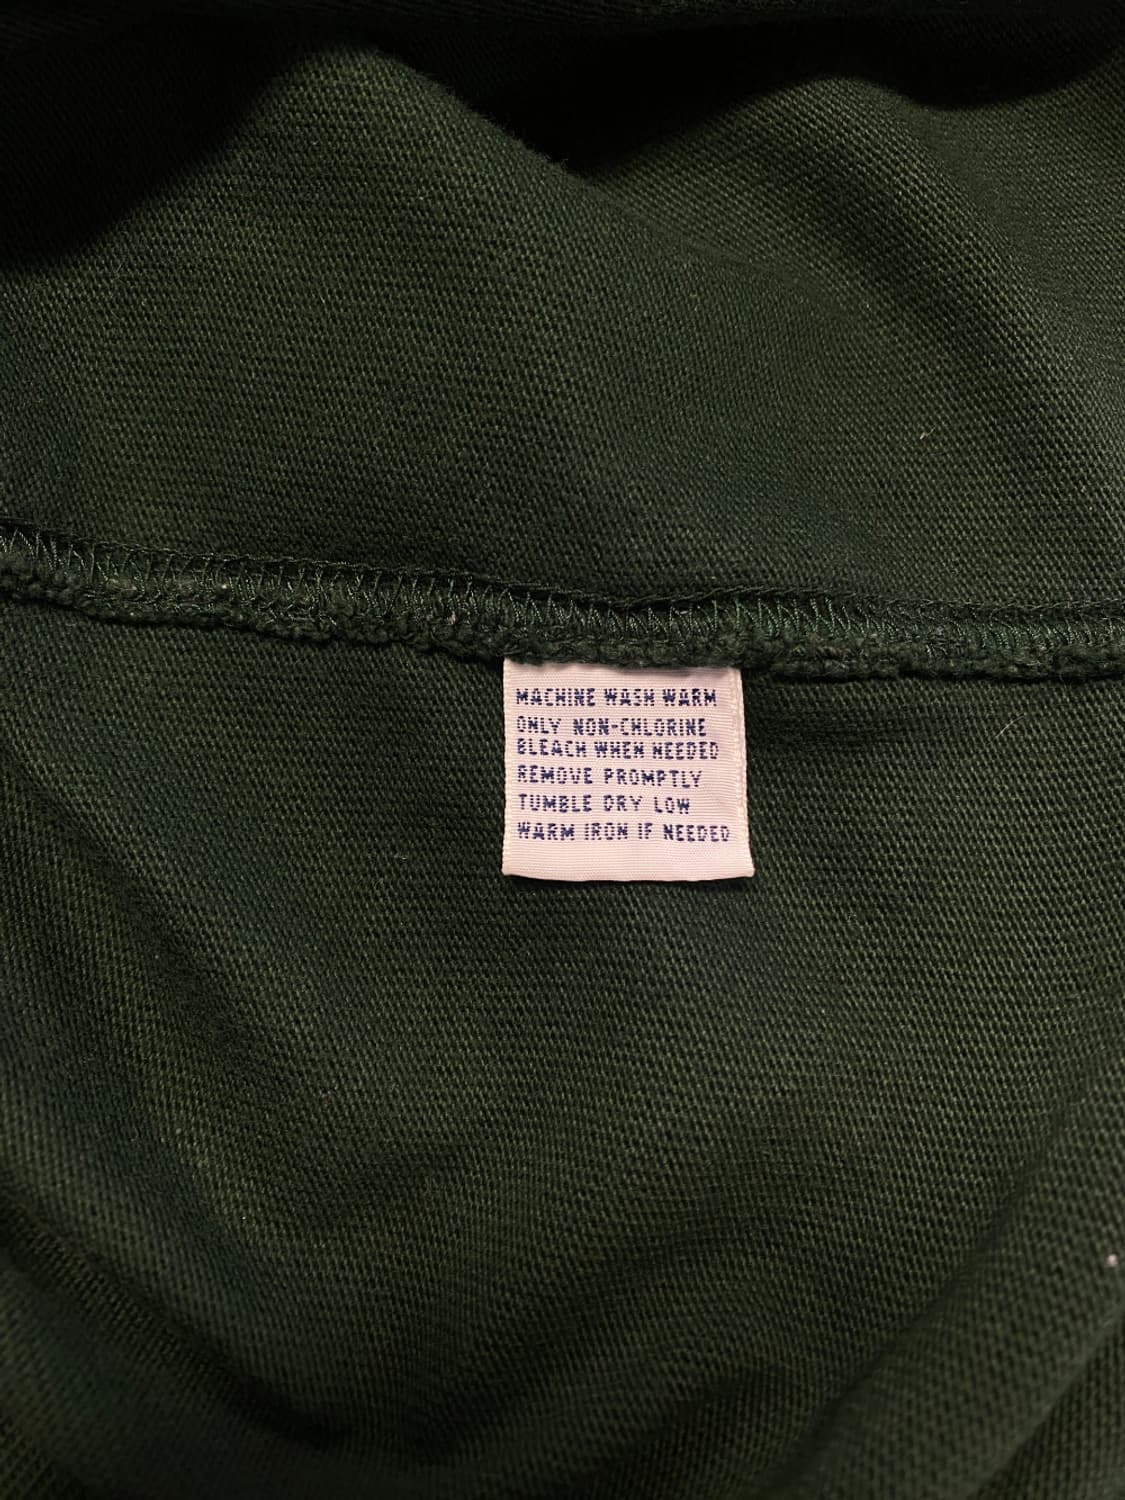 MACHINE WASH WARM
ONLY NON-CHLORINE
BLEACH WHEN NEEDED
REMOVE PROMPTLY
TUMBLE DRY LOW
WARM IRON IF NEEDED